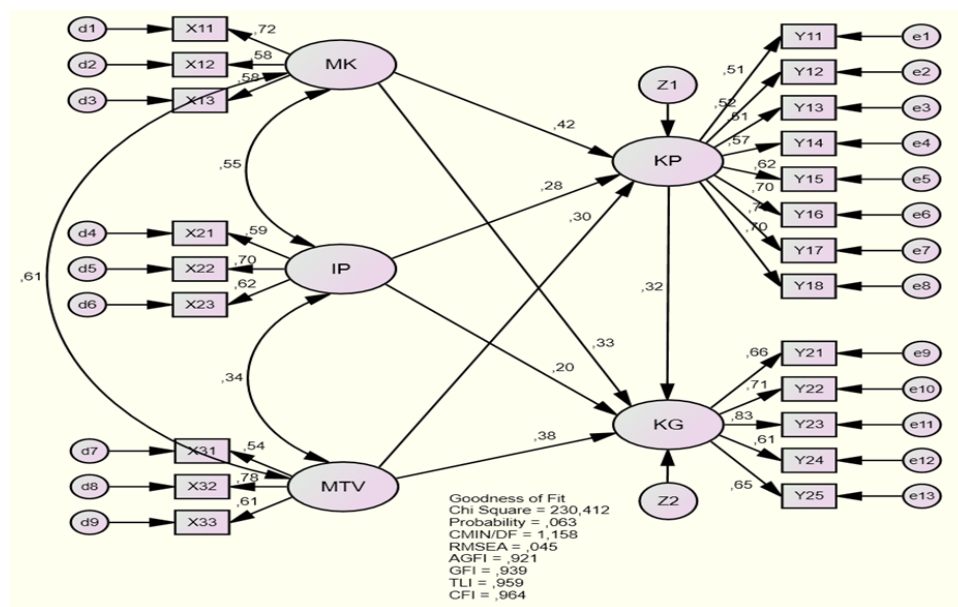 d1 X11 ,72
d2 X12 ,58
d3 X13 ,58
MK
,55
d4 X21 ,59
d5 X22 ,70
d6 X23 ,62
IP
,61
,34
d7 X31 ,54
d8 X32 ,78
d9 X33 ,61
MTV
,42
,28
,30
,33
,20
,38
,32
Z1
KP
,51 Y11 e1
,52 Y12 e2
,61 Y13 e3
,57 Y14 e4
,62 Y15 e5
,70 Y16 e6
Y17 e7
,70 Y18 e8
KG
Z2
,66 Y21 e9
,71 Y22 e10
,83 Y23 e11
,61 Y24 e12
,65 Y25 e13
Goodness of Fit
Chi Square = 230,412
Probability = ,063
CMIN/DF = 1,158
RMSEA = ,045
AGFI = ,921
GFI = ,939
TLI = ,959
CFI = ,964